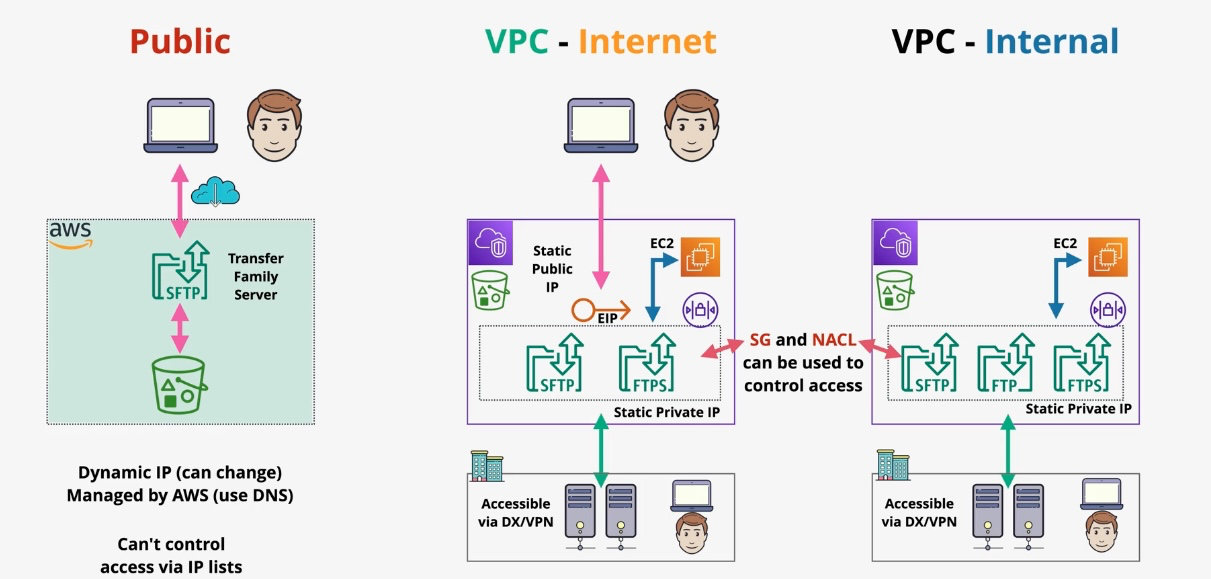 Public
aws
SFTP
Transfer
Family
Server
Dynamic IP (can change)
Managed by AWS (use DNS)
Can't control
access via IP lists
VPC - Internet
Static
Public
IP
EC2
EIP
SFTP
FTPS
Static Private IP
Accessible
via DX/VPN
SG and NACL
can be used to
control access
VPC - Internal
EC2
SFTP
FTP
FTPS
Static Private IP
Accessible
via DX/VPN